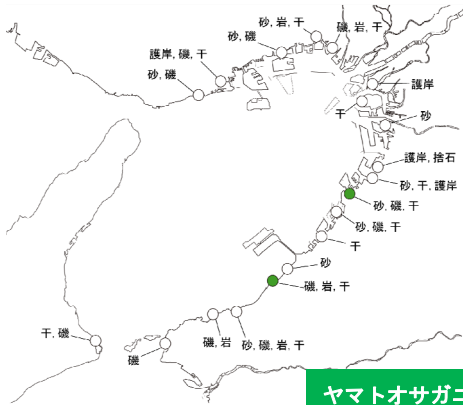 砂, 岩, 干
磯, 岩, 干
砂, 磯
護岸, 磯, 干
砂, 磯
護岸
干
砂
護岸, 捨石
砂, 干, 護岸
砂, 磯, 干
砂, 磯, 干
干
砂
磯, 岩, 干
干, 磯
磯, 岩
砂, 磯, 岩, 干
磯
ヤマトオサガニ